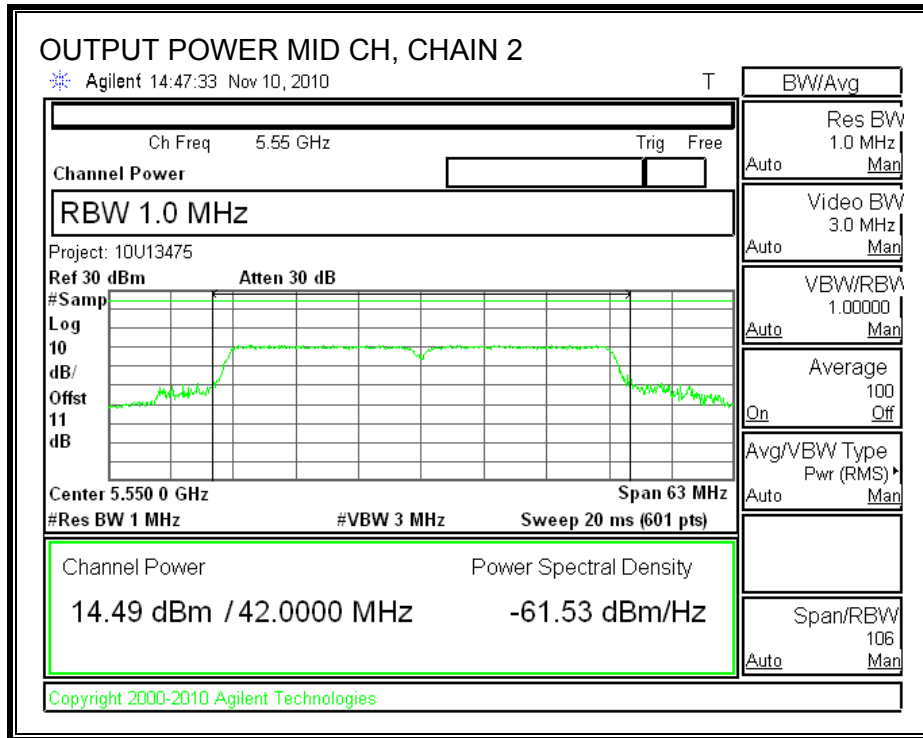 OUTPUT POWER MID CH, CHAIN 2
Agilent 14:47:33 Nov 10, 2010 T
BW/Avg
Ch Freq 5.55 GHz Trig Free
Channel Power
RBW 1.0 MHz
Project: 10U13475
Ref 30 dBm Atten 30 dB
#Samp
Log
10
dB/
Offst
11
dB
Center 5.550 0 GHz Span 63 MHz
#Res BW 1 MHz #VBW 3 MHz Sweep 20 ms (601 pts)
Channel Power Power Spectral Density
14.49 dBm / 42.0000 MHz -61.53 dBm/Hz
Res BW
1.0 MHz
Auto Man
Video BW
3.0 MHz
Auto Man
VBW/RBW
1.00000
Auto Man
Average
100
On Off
Avg/VBW Type
Pwr (RMS)
Auto Man
Span/RBW
106
Auto Man
Copyright 2000-2010 Agilent Technologies